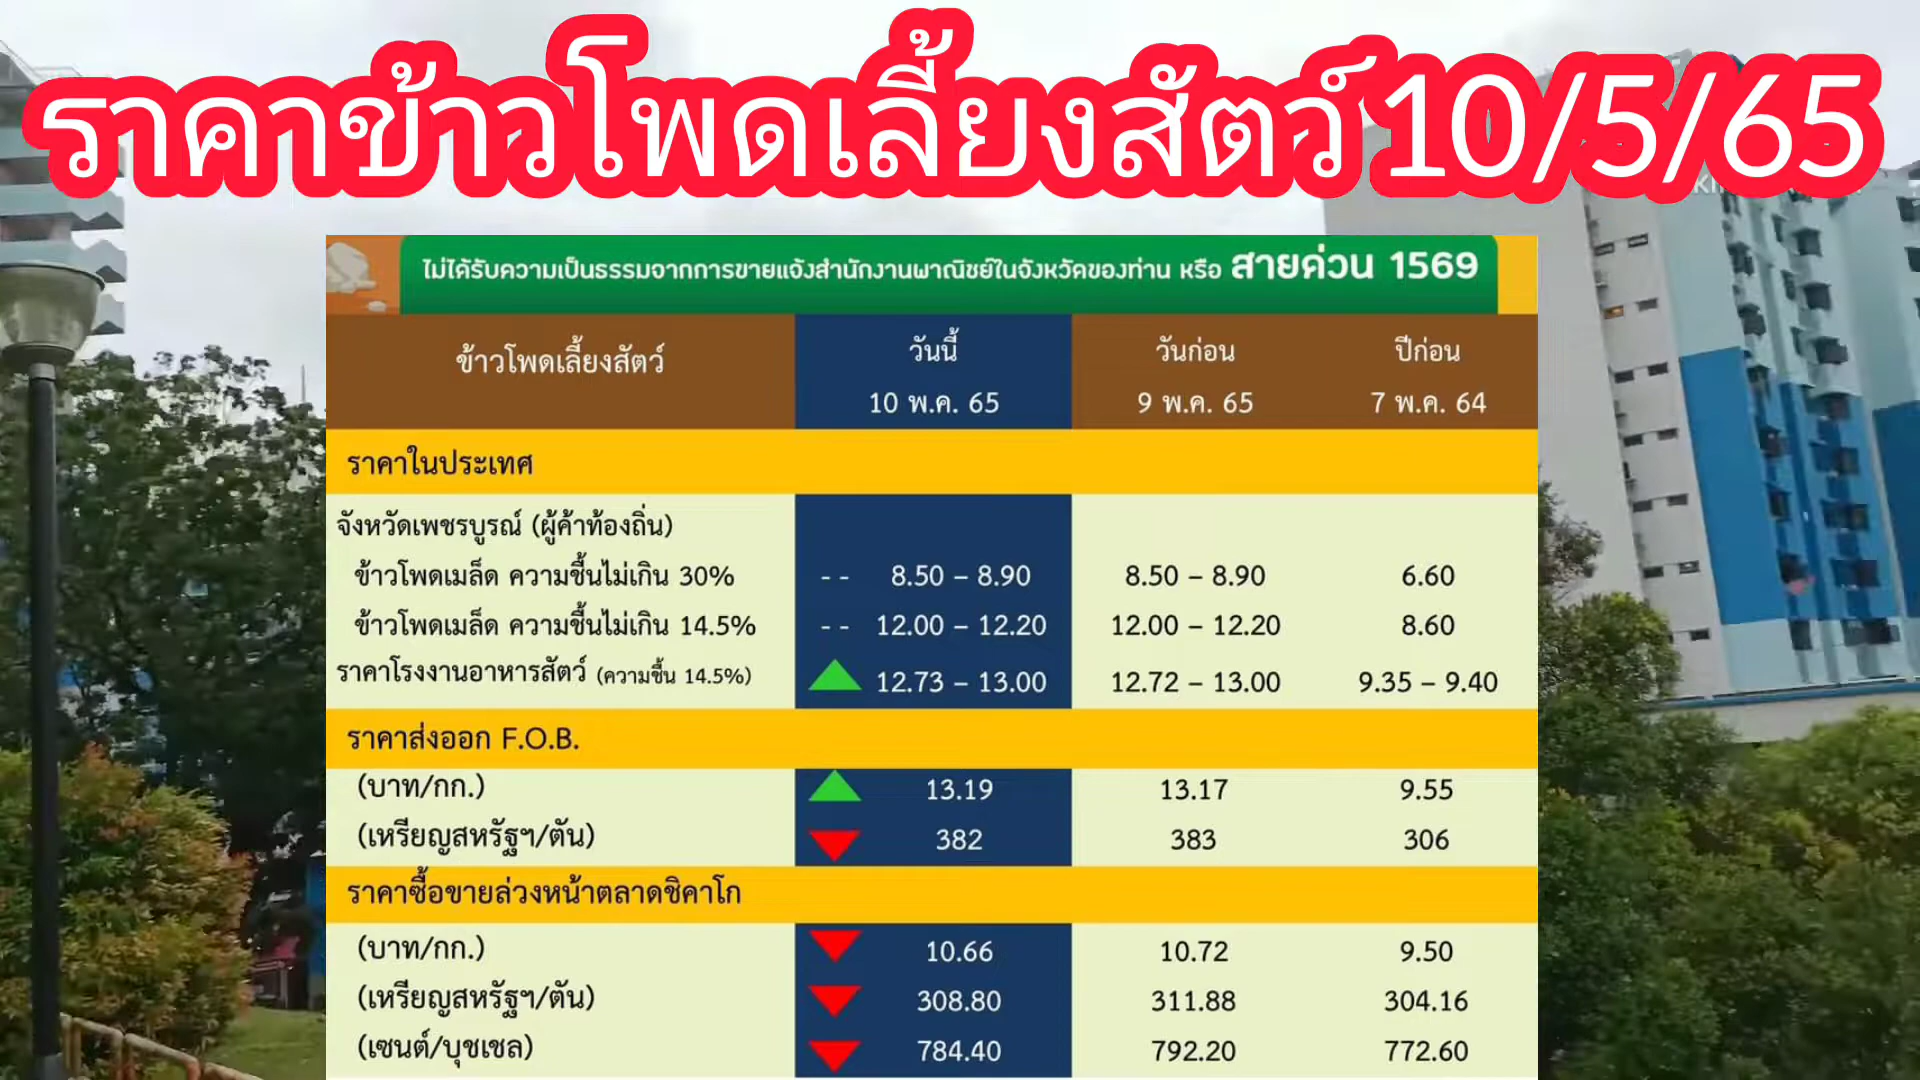 ราคาข้าวโพดเลี้ยงสัตว์ 10/5/65
ไม่ได้รับความเป็นธรรมจากการขายแจ้งสำนักงานพาณิชย์ในจังหวัดของท่าน หรือ สายด่วน 1569
ข้าวโพดเลี้ยงสัตว์ วันนี้ วันก่อน ปีก่อน
10 พ.ค. 65 9 พ.ค. 65 7 พ.ค. 64
ราคาในประเทศ
จังหวัดเพชรบูรณ์ (ผู้ค้าท้องถิ่น)
ข้าวโพดเมล็ด ความชื้นไม่เกิน 30% - - 8.50 – 8.90 8.50 – 8.90 6.60
ข้าวโพดเมล็ด ความชื้นไม่เกิน 14.5% - - 12.00 – 12.20 12.00 – 12.20 8.60
ราคาโรงงานอาหารสัตว์ (ความชื้น 14.5%) 12.73 – 13.00 12.72 – 13.00 9.35 – 9.40
ราคาส่งออก F.O.B.
(บาท/กก.) 13.19 13.17 9.55
(เหรียญสหรัฐฯ/ตัน) 382 383 306
ราคาซื้อขายล่วงหน้าตลาดชิคาโก
(บาท/กก.) 10.66 10.72 9.50
(เหรียญสหรัฐฯ/ตัน) 308.80 311.88 304.16
(เซนต์/บุชเชล) 784.40 792.20 772.60